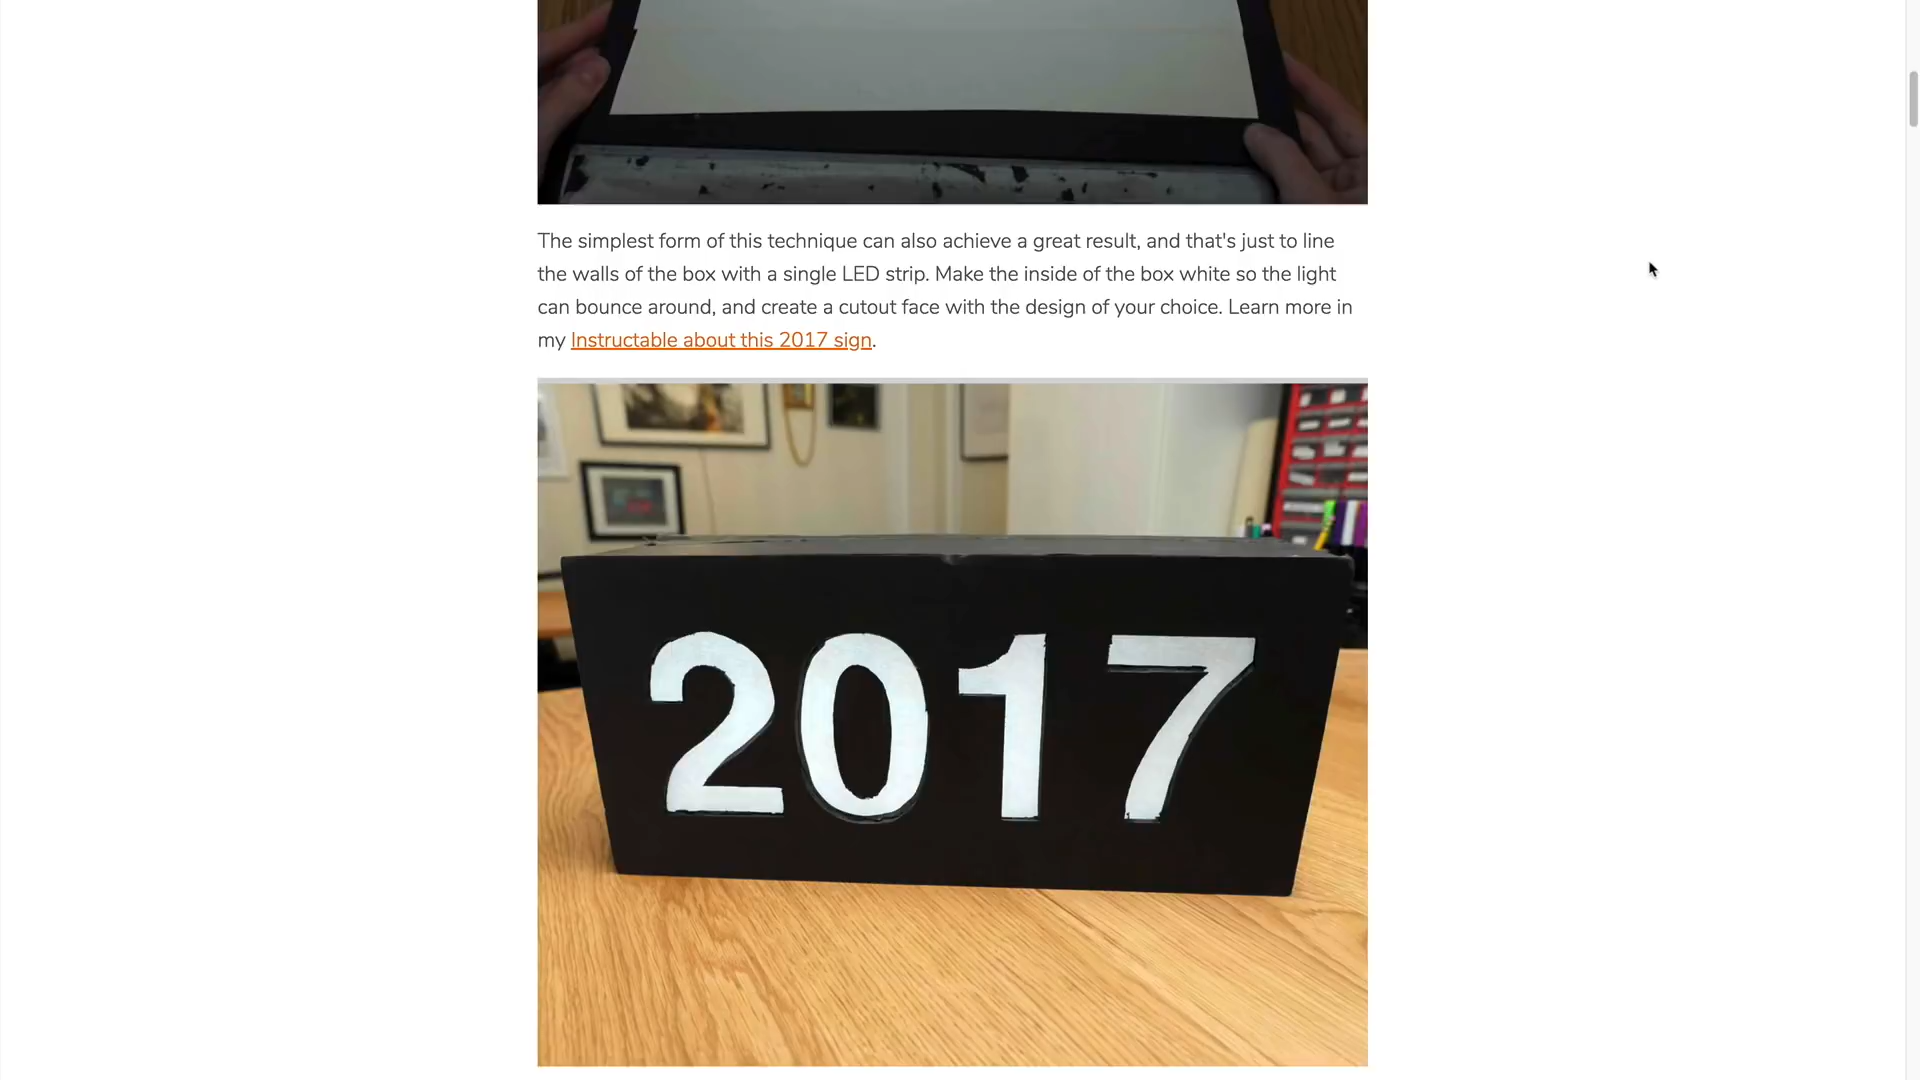 The simplest form of this technique can also achieve a great result, and that's just to line
the walls of the box with a single LED strip. Make the inside of the box white so the light
can bounce around, and create a cutout face with the design of your choice. Learn more in
my Instructable about this 2017 sign.
2017